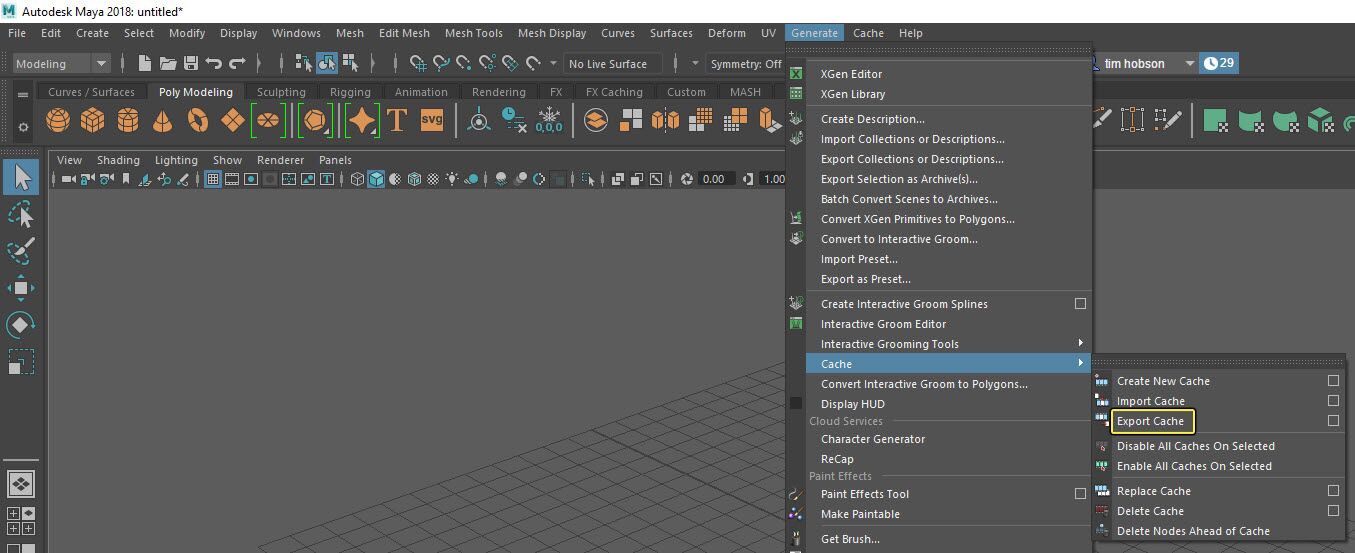 Autodesk Maya 2018: untitled*
File Edit Create Select Modify Display Windows Mesh Edit Mesh Mesh Tools Mesh Display Curves Surfaces Deform UV Generate Cache Help
Modeling No Live Surface Symmetry: Off tim hobson 29
Curves / Surfaces Poly Modeling Sculpting Rigging Animation Rendering FX FX Caching Custom MASH
T svg 0,0,0
View Shading Lighting Show Renderer Panels
0.00 1.00
XGen Editor
XGen Library
Create Description...
Import Collections or Descriptions...
Export Collections or Descriptions...
Export Selection as Archive(s)...
Batch Convert Scenes to Archives...
Convert XGen Primitives to Polygons...
Convert to Interactive Groom...
Import Preset...
Export as Preset...
Create Interactive Groom Splines
Interactive Groom Editor
Interactive Grooming Tools
Cache
Convert Interactive Groom to Polygons...
Display HUD
Cloud Services
Character Generator
ReCap
Paint Effects
Paint Effects Tool
Make Paintable
Get Brush...
Create New Cache
Import Cache
Export Cache
Disable All Caches On Selected
Enable All Caches On Selected
Replace Cache
Delete Cache
Delete Nodes Ahead of Cache